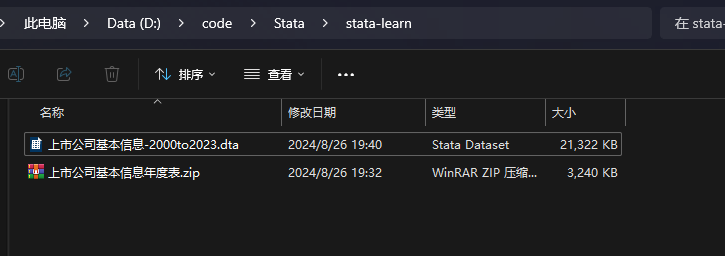 此电脑 > Data (D:) > code > Stata > stata-learn 在 stata-
排序 查看 •••
名称 修改日期 类型 大小
上市公司基本信息-2000to2023.dta 2024/8/26 19:40 Stata Dataset 21,322 KB
上市公司基本信息年度表.zip 2024/8/26 19:32 WinRAR ZIP 压缩... 3,240 KB